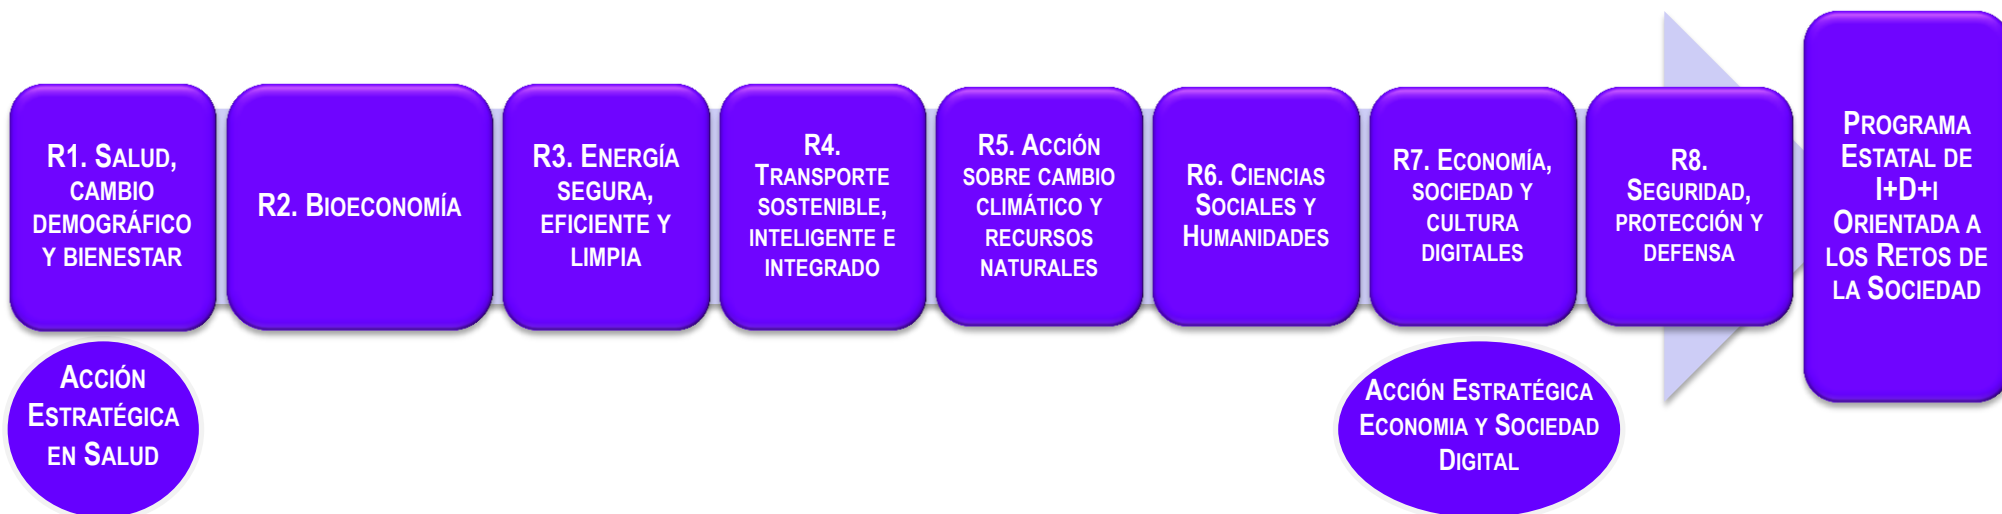 R1. Salud,
cambio
demográfico
y bienestar
R2. Bioeconomía
R3. Energía
segura,
eficiente y
limpia
R4.
Transporte
sostenible,
inteligente e
integrado
R5. Acción
sobre cambio
climático y
recursos
naturales
R6. Ciencias
Sociales y
Humanidades
R7. Economía,
sociedad y
cultura
digitales
R8.
Seguridad,
protección y
defensa
Programa
Estatal de
I+D+i
Orientada a
los Retos de
la Sociedad
Acción
Estratégica
en Salud
Acción Estratégica
Economia y Sociedad
Digital